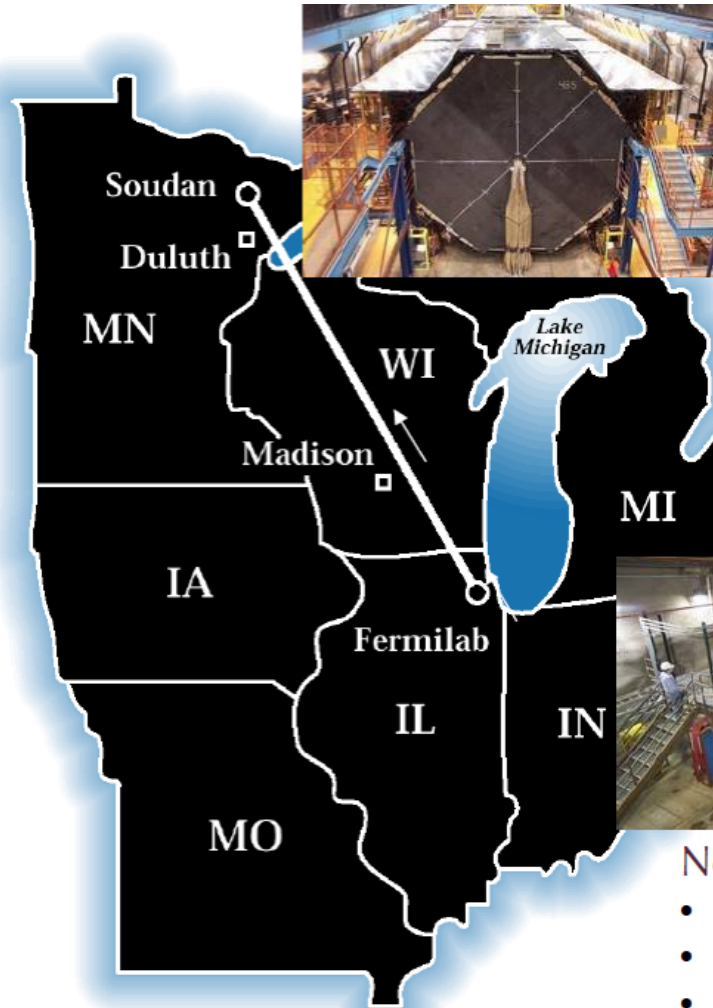 Soudan
Duluth
MN
WI
Lake
Michigan
Madison
MI
IA
Fermilab
IL
IN
MO
•
•
•